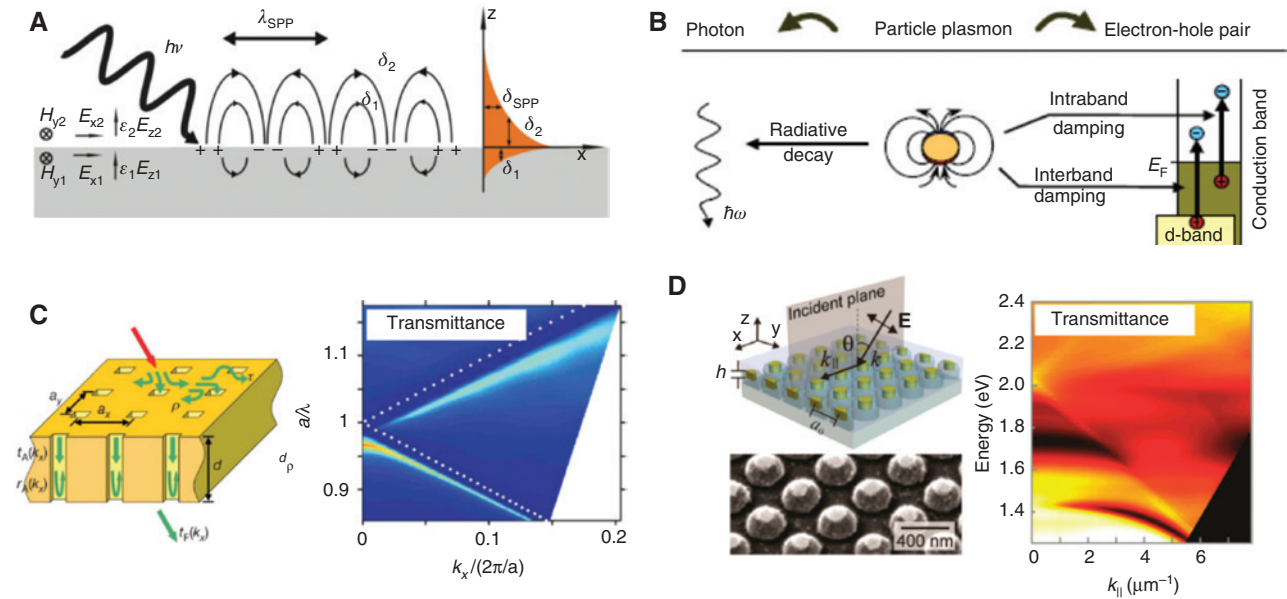 A
hν
λSPP
δ2
δ1
z
δSPP
δ2
δ1
x
Hy2 Ex2 ε2Ez2
Hy1 Ex1 ε1Ez1
+ + − − + + − − + +
B
Photon
Particle plasmon
Electron-hole pair
Radiative
decay
ħω
Intraband
damping
Interband
damping
EF
d-band
Conduction band
C
ax
ρ
τ
tA(kx)
rA(kx)
d
tF(kx)
dρ
Transmittance
a/λ
1.1
1
0.9
0 0.1 0.2
kx/(2π/a)
D
Incident plane
z
x y
θ
E
k|| k
h
400 nm
Transmittance
Energy (eV)
2.4
2.2
2.0
1.8
1.6
1.4
0 2 4 6
k|| (μm−1)